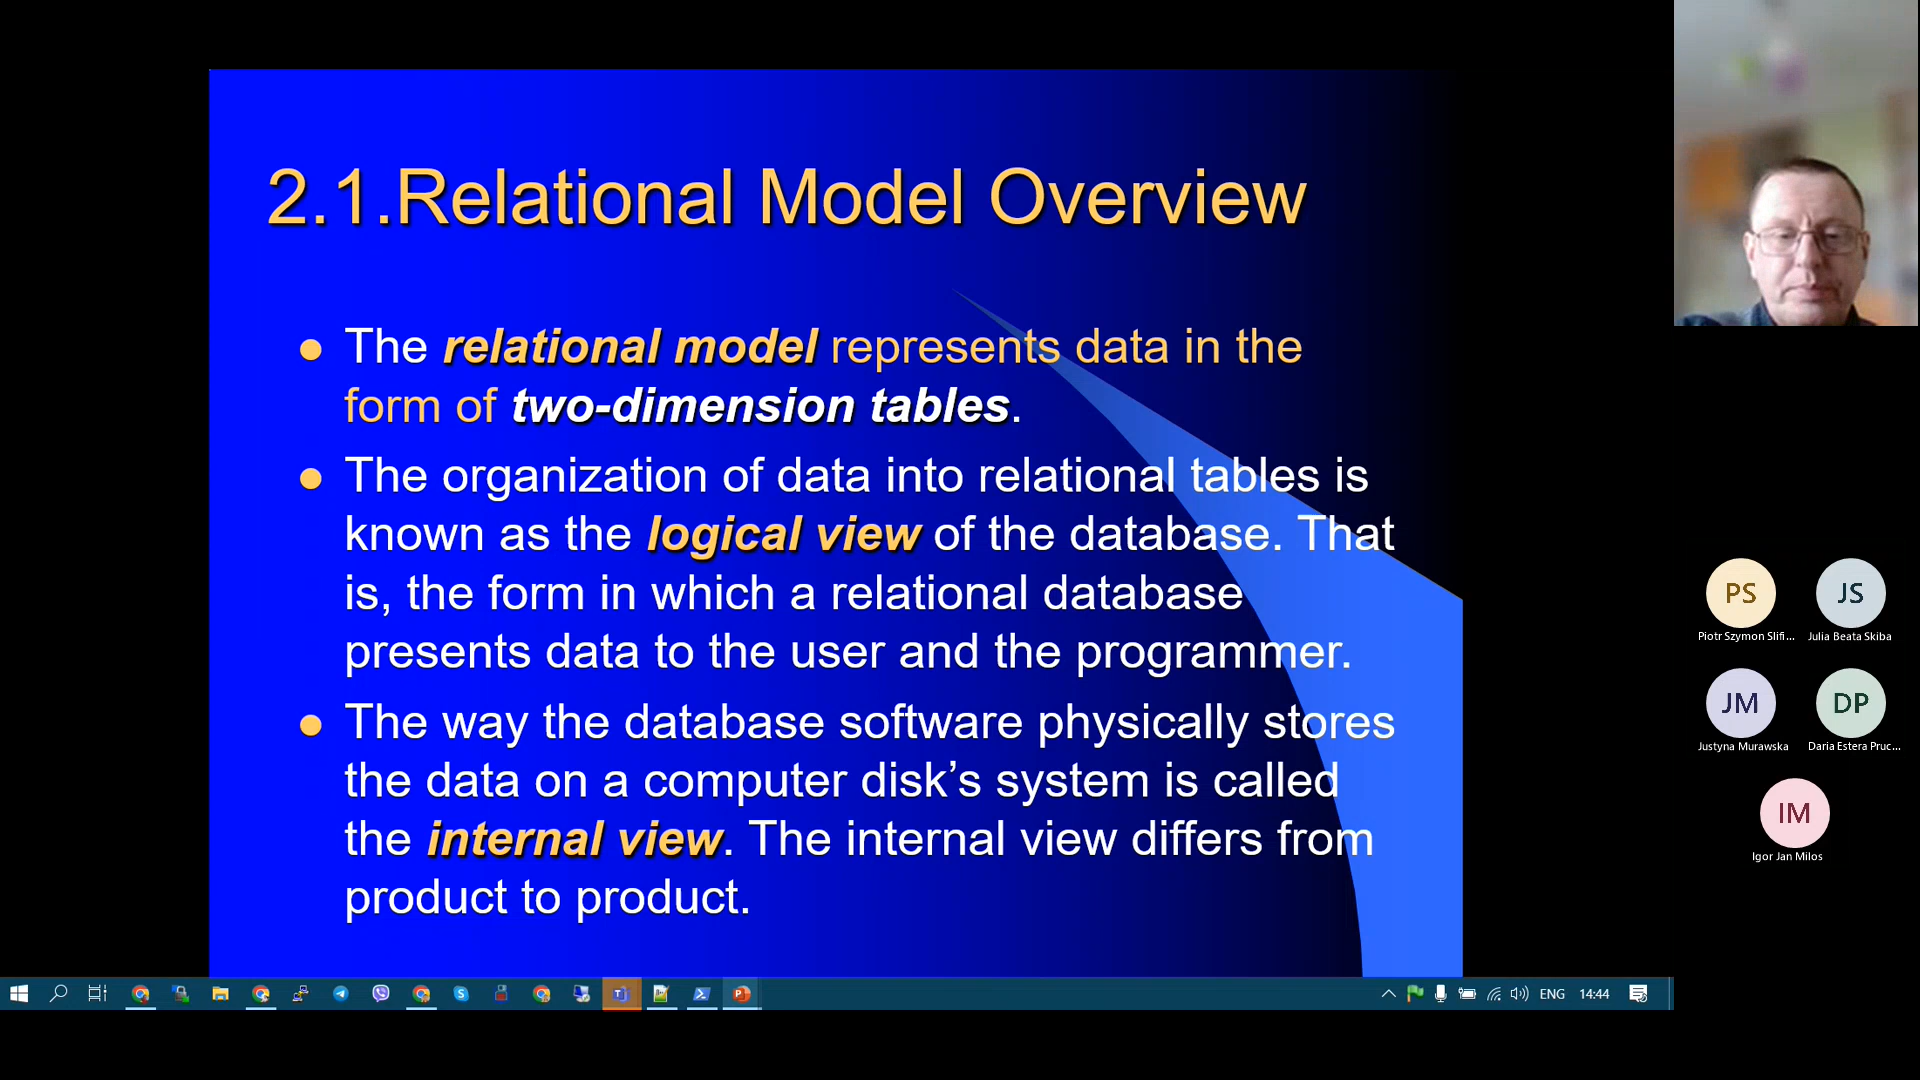 2.1.Relational Model Overview
The relational model represents data in the
form of two-dimension tables.
The organization of data into relational tables is
known as the logical view of the database. That
is, the form in which a relational database
presents data to the user and the programmer.
The way the database software physically stores
the data on a computer disk’s system is called
the internal view. The internal view differs from
product to product.
PS
JS
Piotr Szymon Slifi...
Julia Beata Skiba
JM
DP
Justyna Murawska
Daria Estera Pruc...
IM
Igor Jan Milos
ENG
14:44